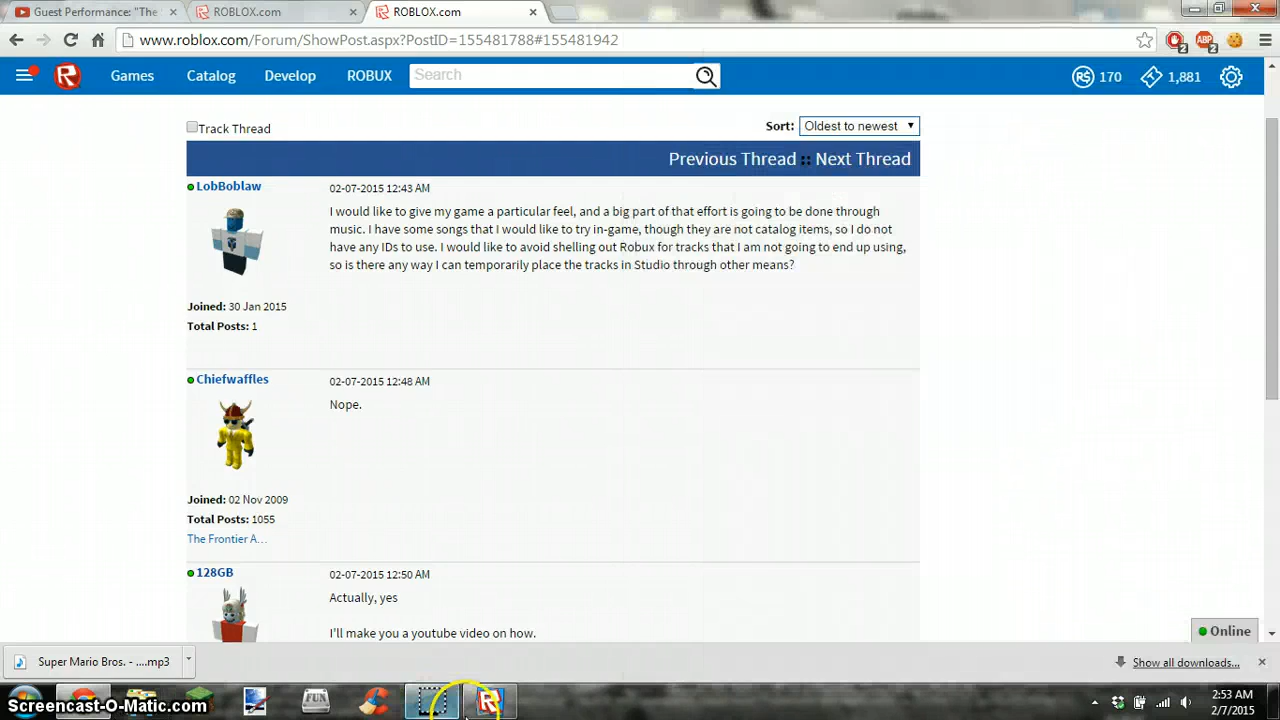 Guest Performance: "The
ROBLOX.com
ROBLOX.com
www.roblox.com/Forum/ShowPost.aspx?PostID=155481788#155481942
2
ABP
2
R
Games
Catalog
Develop
ROBUX
Search
R$ 170
1,881
Track Thread
Sort: Oldest to newest
Previous Thread :: Next Thread
LobBoblaw
02-07-2015 12:43 AM
I would like to give my game a particular feel, and a big part of that effort is going to be done through
music. I have some songs that I would like to try in-game, though they are not catalog items, so I do not
have any IDs to use. I would like to avoid shelling out Robux for tracks that I am not going to end up using,
so is there any way I can temporarily place the tracks in Studio through other means?
Joined: 30 Jan 2015
Total Posts: 1
Chiefwaffles
02-07-2015 12:48 AM
Nope.
Joined: 02 Nov 2009
Total Posts: 1055
The Frontier A...
128GB
02-07-2015 12:50 AM
Actually, yes
I'll make you a youtube video on how.
Online
Super Mario Bros. - ....mp3
Show all downloads...
FUN
R
Screencast-O-Matic.com
2:53 AM
2/7/2015